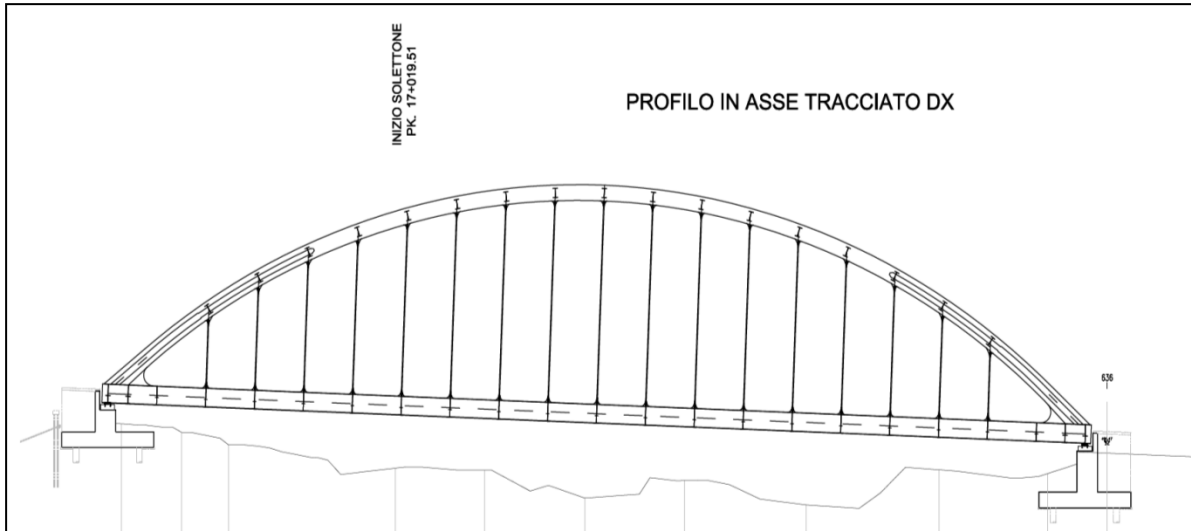 INIZIO SOLETTONE
PK. 17+019.51
PROFILO IN ASSE TRACCIATO DX
636